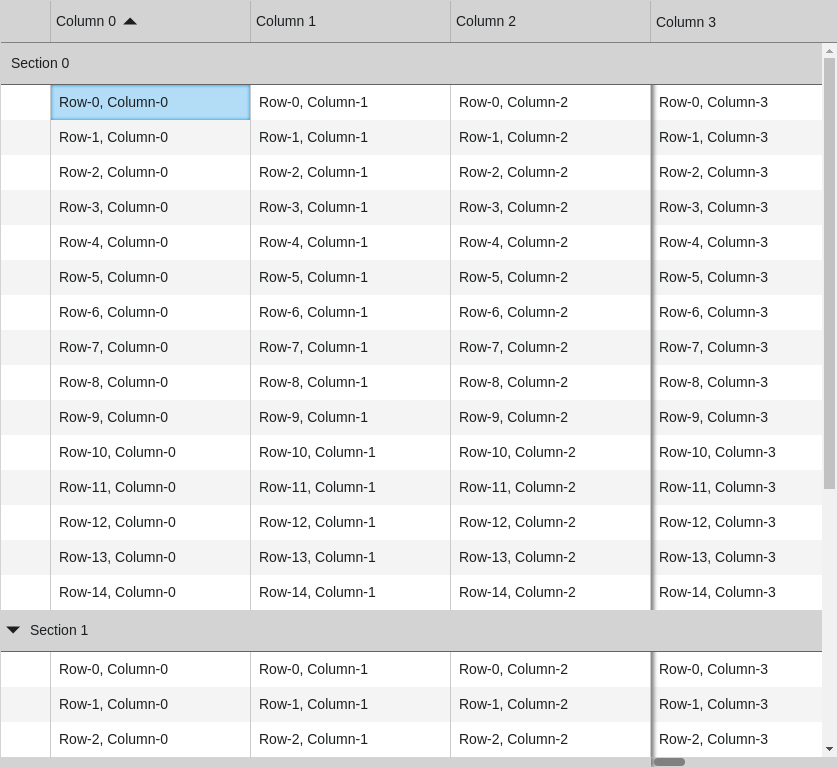 Column 0 Column 1 Column 2 Column 3
Section 0
Row-0, Column-0 Row-0, Column-1 Row-0, Column-2 Row-0, Column-3
Row-1, Column-0 Row-1, Column-1 Row-1, Column-2 Row-1, Column-3
Row-2, Column-0 Row-2, Column-1 Row-2, Column-2 Row-2, Column-3
Row-3, Column-0 Row-3, Column-1 Row-3, Column-2 Row-3, Column-3
Row-4, Column-0 Row-4, Column-1 Row-4, Column-2 Row-4, Column-3
Row-5, Column-0 Row-5, Column-1 Row-5, Column-2 Row-5, Column-3
Row-6, Column-0 Row-6, Column-1 Row-6, Column-2 Row-6, Column-3
Row-7, Column-0 Row-7, Column-1 Row-7, Column-2 Row-7, Column-3
Row-8, Column-0 Row-8, Column-1 Row-8, Column-2 Row-8, Column-3
Row-9, Column-0 Row-9, Column-1 Row-9, Column-2 Row-9, Column-3
Row-10, Column-0 Row-10, Column-1 Row-10, Column-2 Row-10, Column-3
Row-11, Column-0 Row-11, Column-1 Row-11, Column-2 Row-11, Column-3
Row-12, Column-0 Row-12, Column-1 Row-12, Column-2 Row-12, Column-3
Row-13, Column-0 Row-13, Column-1 Row-13, Column-2 Row-13, Column-3
Row-14, Column-0 Row-14, Column-1 Row-14, Column-2 Row-14, Column-3
Section 1
Row-0, Column-0 Row-0, Column-1 Row-0, Column-2 Row-0, Column-3
Row-1, Column-0 Row-1, Column-1 Row-1, Column-2 Row-1, Column-3
Row-2, Column-0 Row-2, Column-1 Row-2, Column-2 Row-2, Column-3